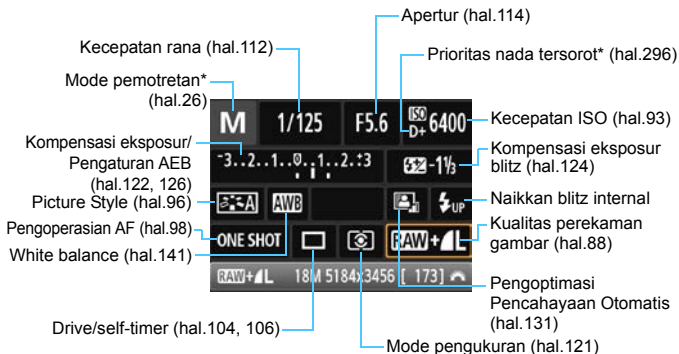 Apertur (hal.114)
Kecepatan rana (hal.112)
Prioritas nada tersorot* (hal.296)
Mode pemotretan*
(hal.26)
Kecepatan ISO (hal.93)
Kompensasi eksposur/
Pengaturan AEB
(hal.122, 126)
Kompensasi eksposur
blitz (hal.124)
Picture Style (hal.96)
Naikkan blitz internal
Pengoperasian AF (hal.98)
Kualitas perekaman
gambar (hal.88)
White balance (hal.141)
Pengoptimasi
Pencahayaan Otomatis
(hal.131)
Drive/self-timer (hal.104, 106)
Mode pengukuran (hal.121)
M 1/125 F5.6 ISO D+ 6400
-3..2..1..0..1..2..+3 -1⅓
A AWB UP
ONE SHOT RAW+L
RAW+L 18M 5184x3456 [ 173]